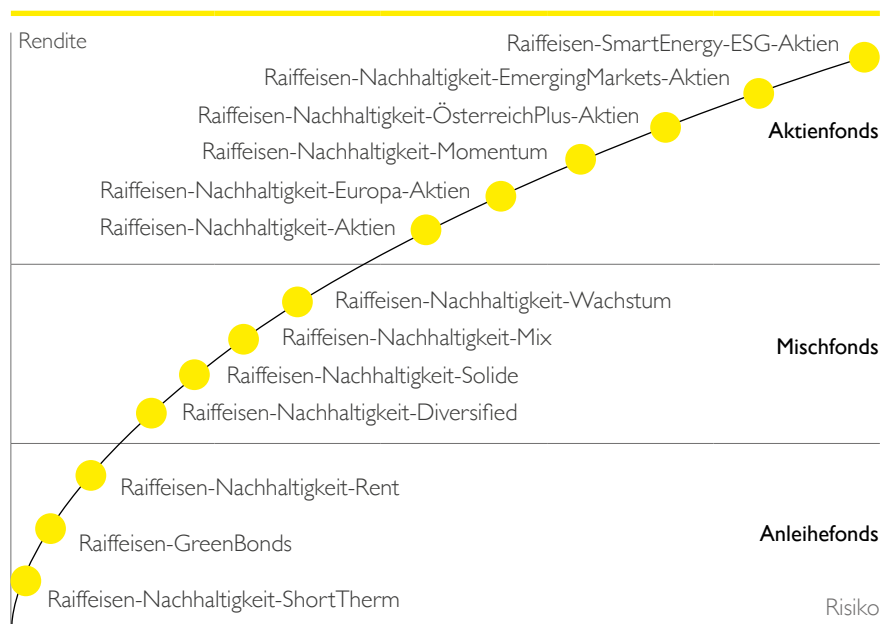 Rendite
Raiffeisen-SmartEnergy-ESG-Aktien
Raiffeisen-Nachhaltigkeit-EmergingMarkets-Aktien
Raiffeisen-Nachhaltigkeit-ÖsterreichPlus-Aktien
Aktienfonds
Raiffeisen-Nachhaltigkeit-Momentum
Raiffeisen-Nachhaltigkeit-Europa-Aktien
Raiffeisen-Nachhaltigkeit-Aktien
Raiffeisen-Nachhaltigkeit-Wachstum
Raiffeisen-Nachhaltigkeit-Mix
Mischfonds
Raiffeisen-Nachhaltigkeit-Solide
Raiffeisen-Nachhaltigkeit-Diversified
Raiffeisen-Nachhaltigkeit-Rent
Anleihefonds
Raiffeisen-GreenBonds
Raiffeisen-Nachhaltigkeit-ShortTherm
Risiko